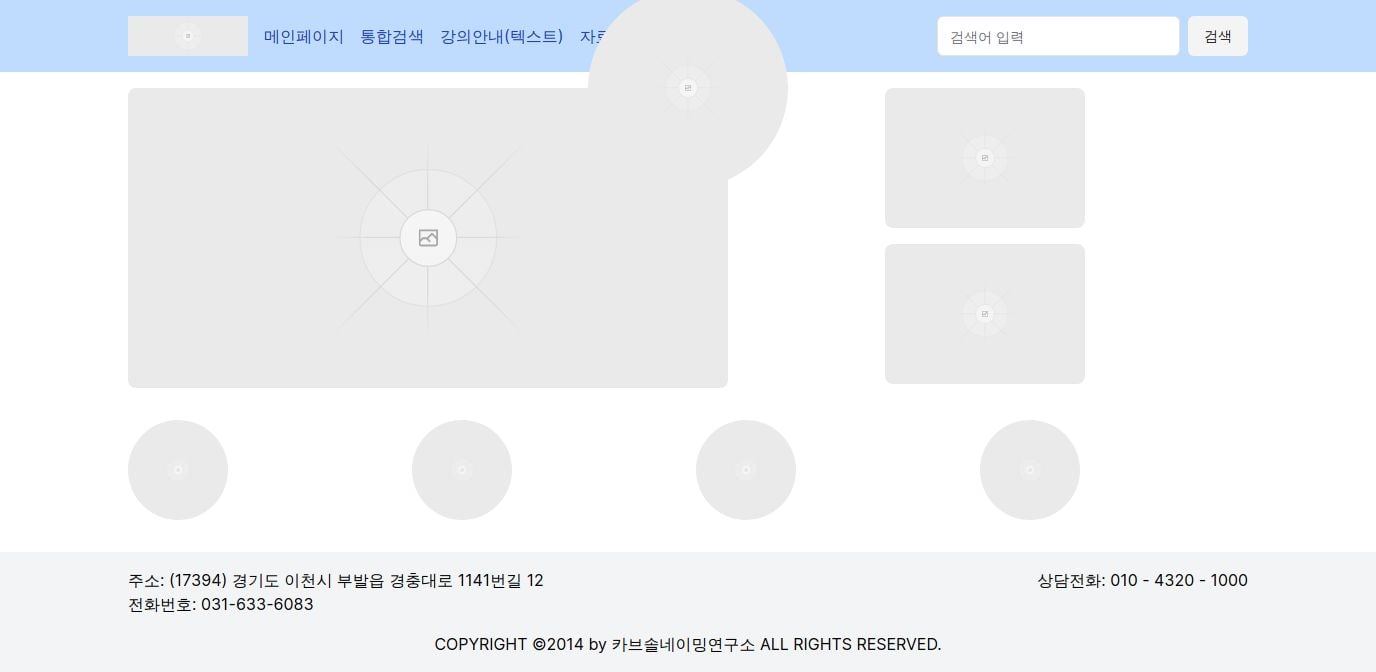 메인페이지 통합검색 강의안내(텍스트)
검색어 입력
검색
주소: (17394) 경기도 이천시 부발읍 경충대로 1141번길 12
전화번호: 031-633-6083
상담전화: 010 - 4320 - 1000
COPYRIGHT ©2014 by 카브솔네이밍연구소 ALL RIGHTS RESERVED.